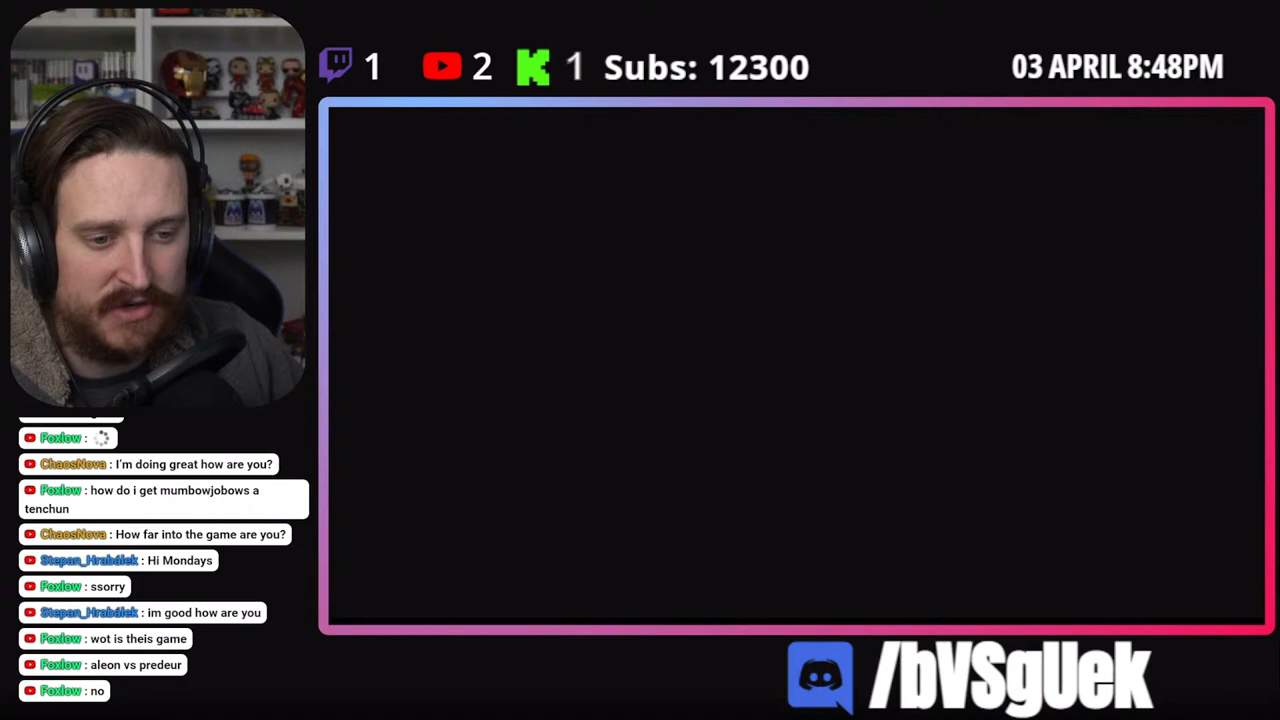 1 2 1 Subs: 12300
03 APRIL 8:48PM
Foxlow :
ChaosNova : I'm doing great how are you?
Foxlow : how do i get mumbowjobows a
tenchun
ChaosNova : How far into the game are you?
Stepan_Hrabálek : Hi Mondays
Foxlow : ssorry
Stepan_Hrabálek : im good how are you
Foxlow : wot is theis game
Foxlow : aleon vs predeur
Foxlow : no
/bVSgUek